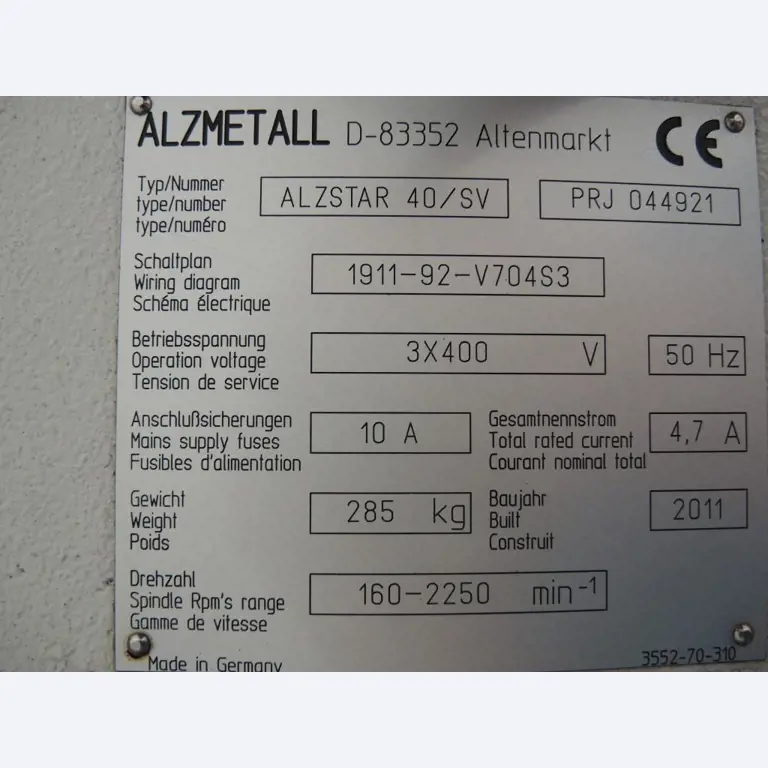 ALZMETALL D-83352 Altenmarkt CE
Typ/Nummer
type/number ALZSTAR 40/SV PRJ 044921
type/numéro
Schaltplan
Wiring diagram 1911-92-V704S3
Schéma électrique
Betriebsspannung
Operation voltage 3X400 V 50 Hz
Tension de service
Anschlußsicherungen Gesamtnennstrom
Mains supply fuses 10 A Total rated current 4,7 A
Fusibles d'alimentation Courant nominal total
Gewicht Baujahr
Weight 285 kg Built 2011
Poids Construit
Drehzahl
Spindle Rpm's range 160-2250 min-1
Gamme de vitesse
Made in Germany 3552-70-310